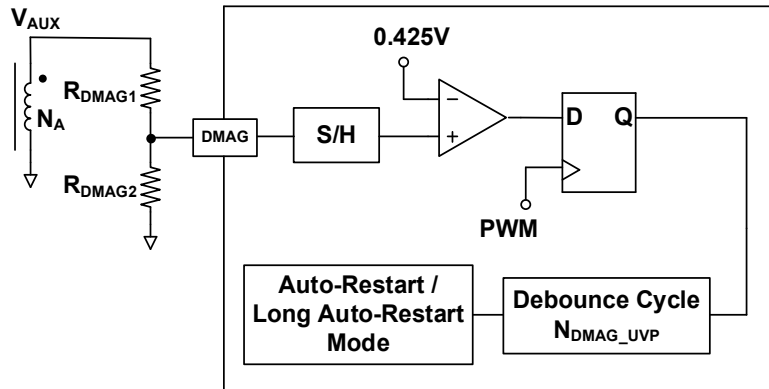 VAUX
0.425V
RDMAG1
NA
DMAG
S/H
−
+
D Q
RDMAG2
PWM
Auto-Restart /
Long Auto-Restart
Mode
Debounce Cycle
NDMAG_UVP